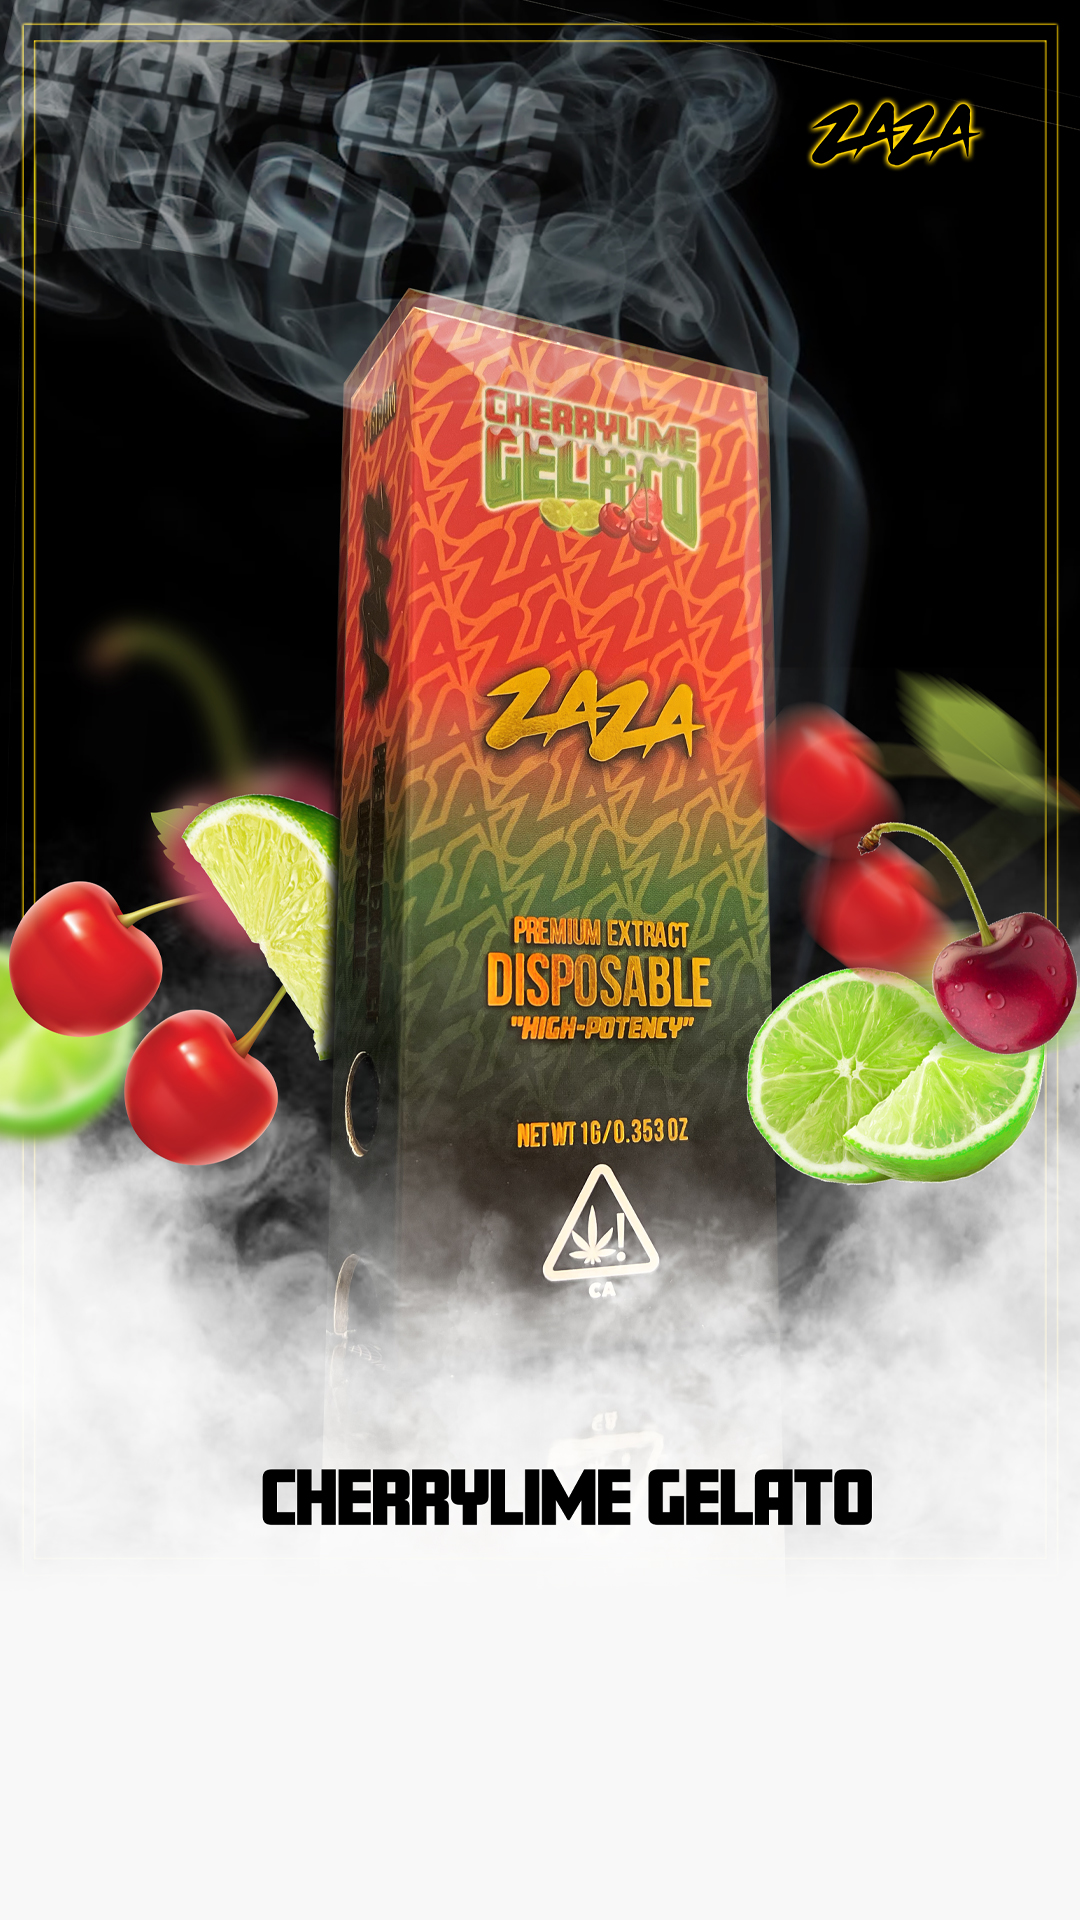 CHERRYLIME
GELATO
ZAZA
CHERRYLIME
GELATO
ZAZA
ZAZA
PREMIUM EXTRACT
DISPOSABLE
"HIGH-POTENCY"
NET WT 1G/0.353 OZ
CA
CHERRYLIME GELATO